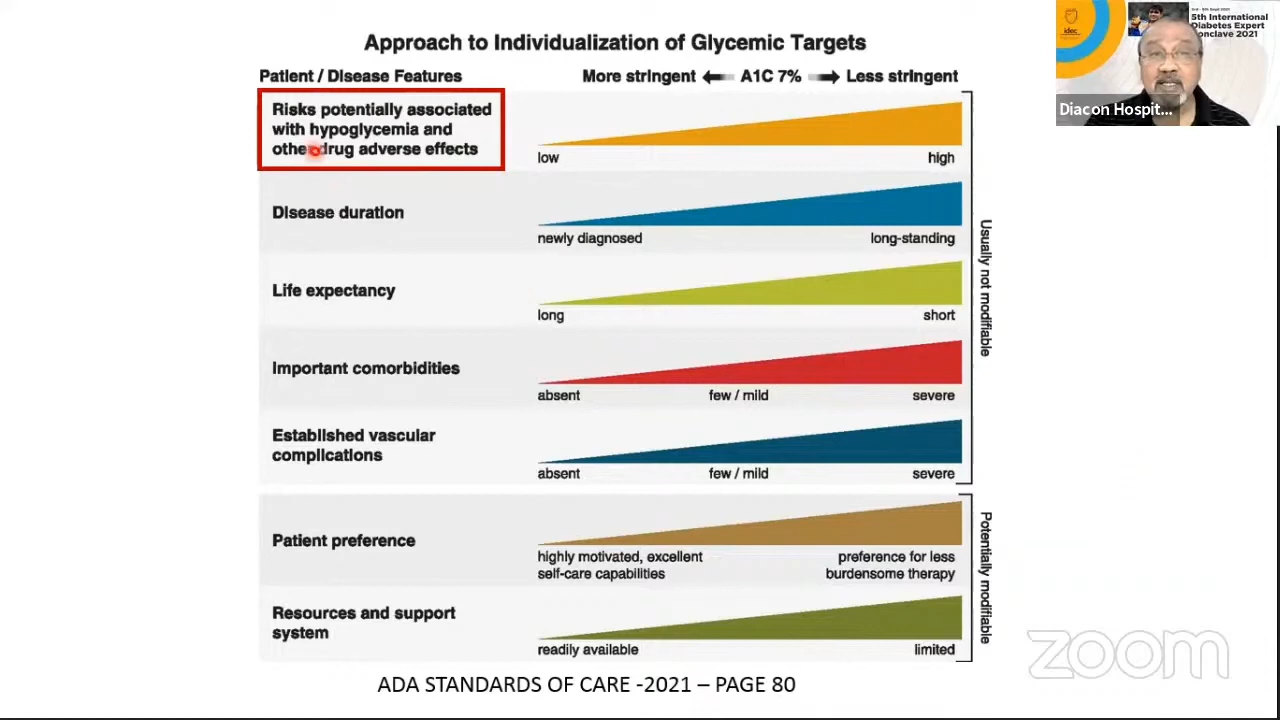 Approach to Individualization of Glycemic Targets
Patient / Disease Features
More stringent A1C 7% Less stringent
Risks potentially associated
with hypoglycemia and
other drug adverse effects
low
high
Disease duration
newly diagnosed
long-standing
Life expectancy
long
short
Important comorbidities
absent
few / mild
severe
Established vascular
complications
absent
few / mild
severe
Usually not modifiable
Patient preference
highly motivated, excellent
self-care capabilities
preference for less
burdensome therapy
Resources and support
system
readily available
limited
Potentially modifiable
ADA STANDARDS OF CARE -2021 – PAGE 80
idec
5th International
Diabetes Expert
Conclave 2021
Diacon Hospit...
zoom